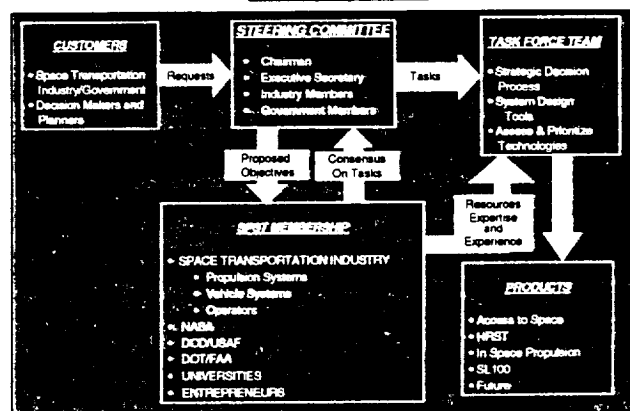 CUSTOMERS
• Space Transportation
Industry/Government
• Decision Makers and
Planners
Requests
STEERING COMMITTEE
• Chairman
• Executive Secretary
• Industry Members
• Government Members
Tasks
TASK FORCE TEAM
• Strategic Decision
Process
• System Design
Tools
• Assess & Prioritize
Technologies
Proposed
Objectives
Consensus
On Tasks
Resources
Expertise
and
Experience
SPST MEMBERSHIP
• SPACE TRANSPORTATION INDUSTRY
• Propulsion Systems
• Vehicle Systems
• Operators
• NASA
• DOD/USAF
• DOT/FAA
• UNIVERSITIES
• ENTREPRENEURS
PRODUCTS
• Access to Space
• HRST
• In Space Propulsion
• SL100
• Future